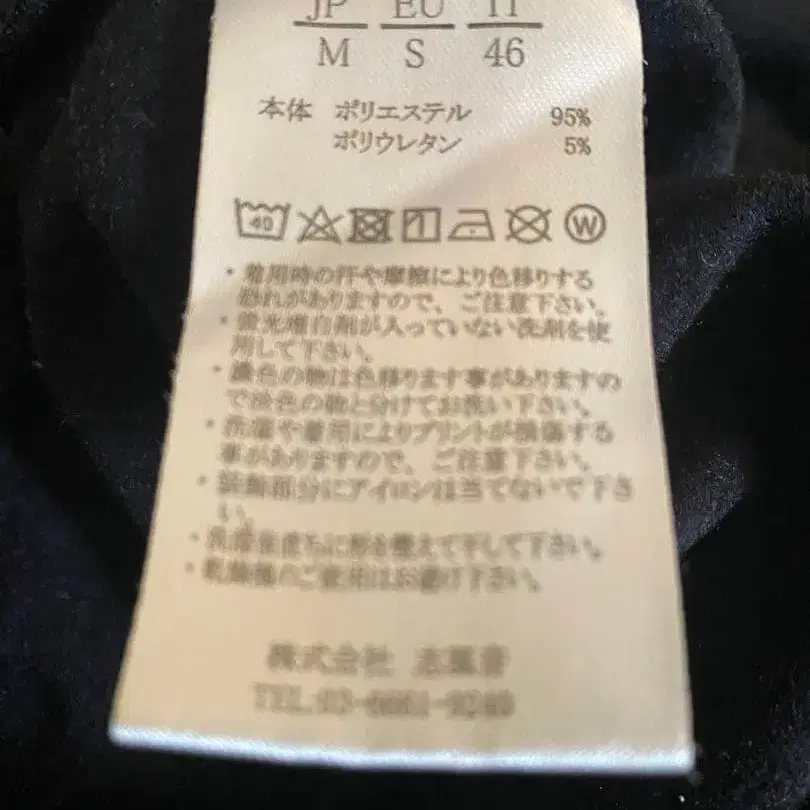 JP EU IT
M S 46
本体 ポリエステル 95%
ポリウレタン 5%
40
W
・着用時の汗や摩擦により色移りする
恐れがありますので、ご注意下さい。
・蛍光増白剤が入っていない洗剤を使
用して下さい。
・濃色の物は色移ります事がありますの
で淡色の物と分けてお洗い下さい。
・洗濯や着用によりプリントが損傷する
事がありますので、ご注意下さい。
・装飾部分にアイロンは当てないで下さ
い。
・洗濯後直ちに形を整えて干して下さい。
・乾燥機のご使用はお避け下さい。
株式会社
TEL:03-6661-9240